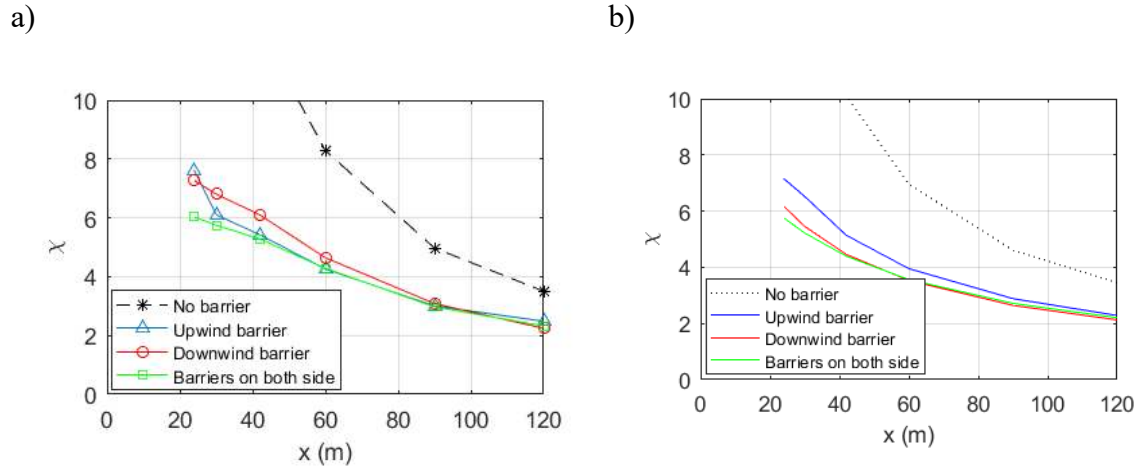 a)
10
8
6
4
2
0
χ
No barrier
Upwind barrier
Downwind barrier
Barriers on both side
0 20 40 60 80 100 120
x (m)
b)
10
8
6
4
2
0
χ
No barrier
Upwind barrier
Downwind barrier
Barriers on both side
0 20 40 60 80 100 120
x (m)